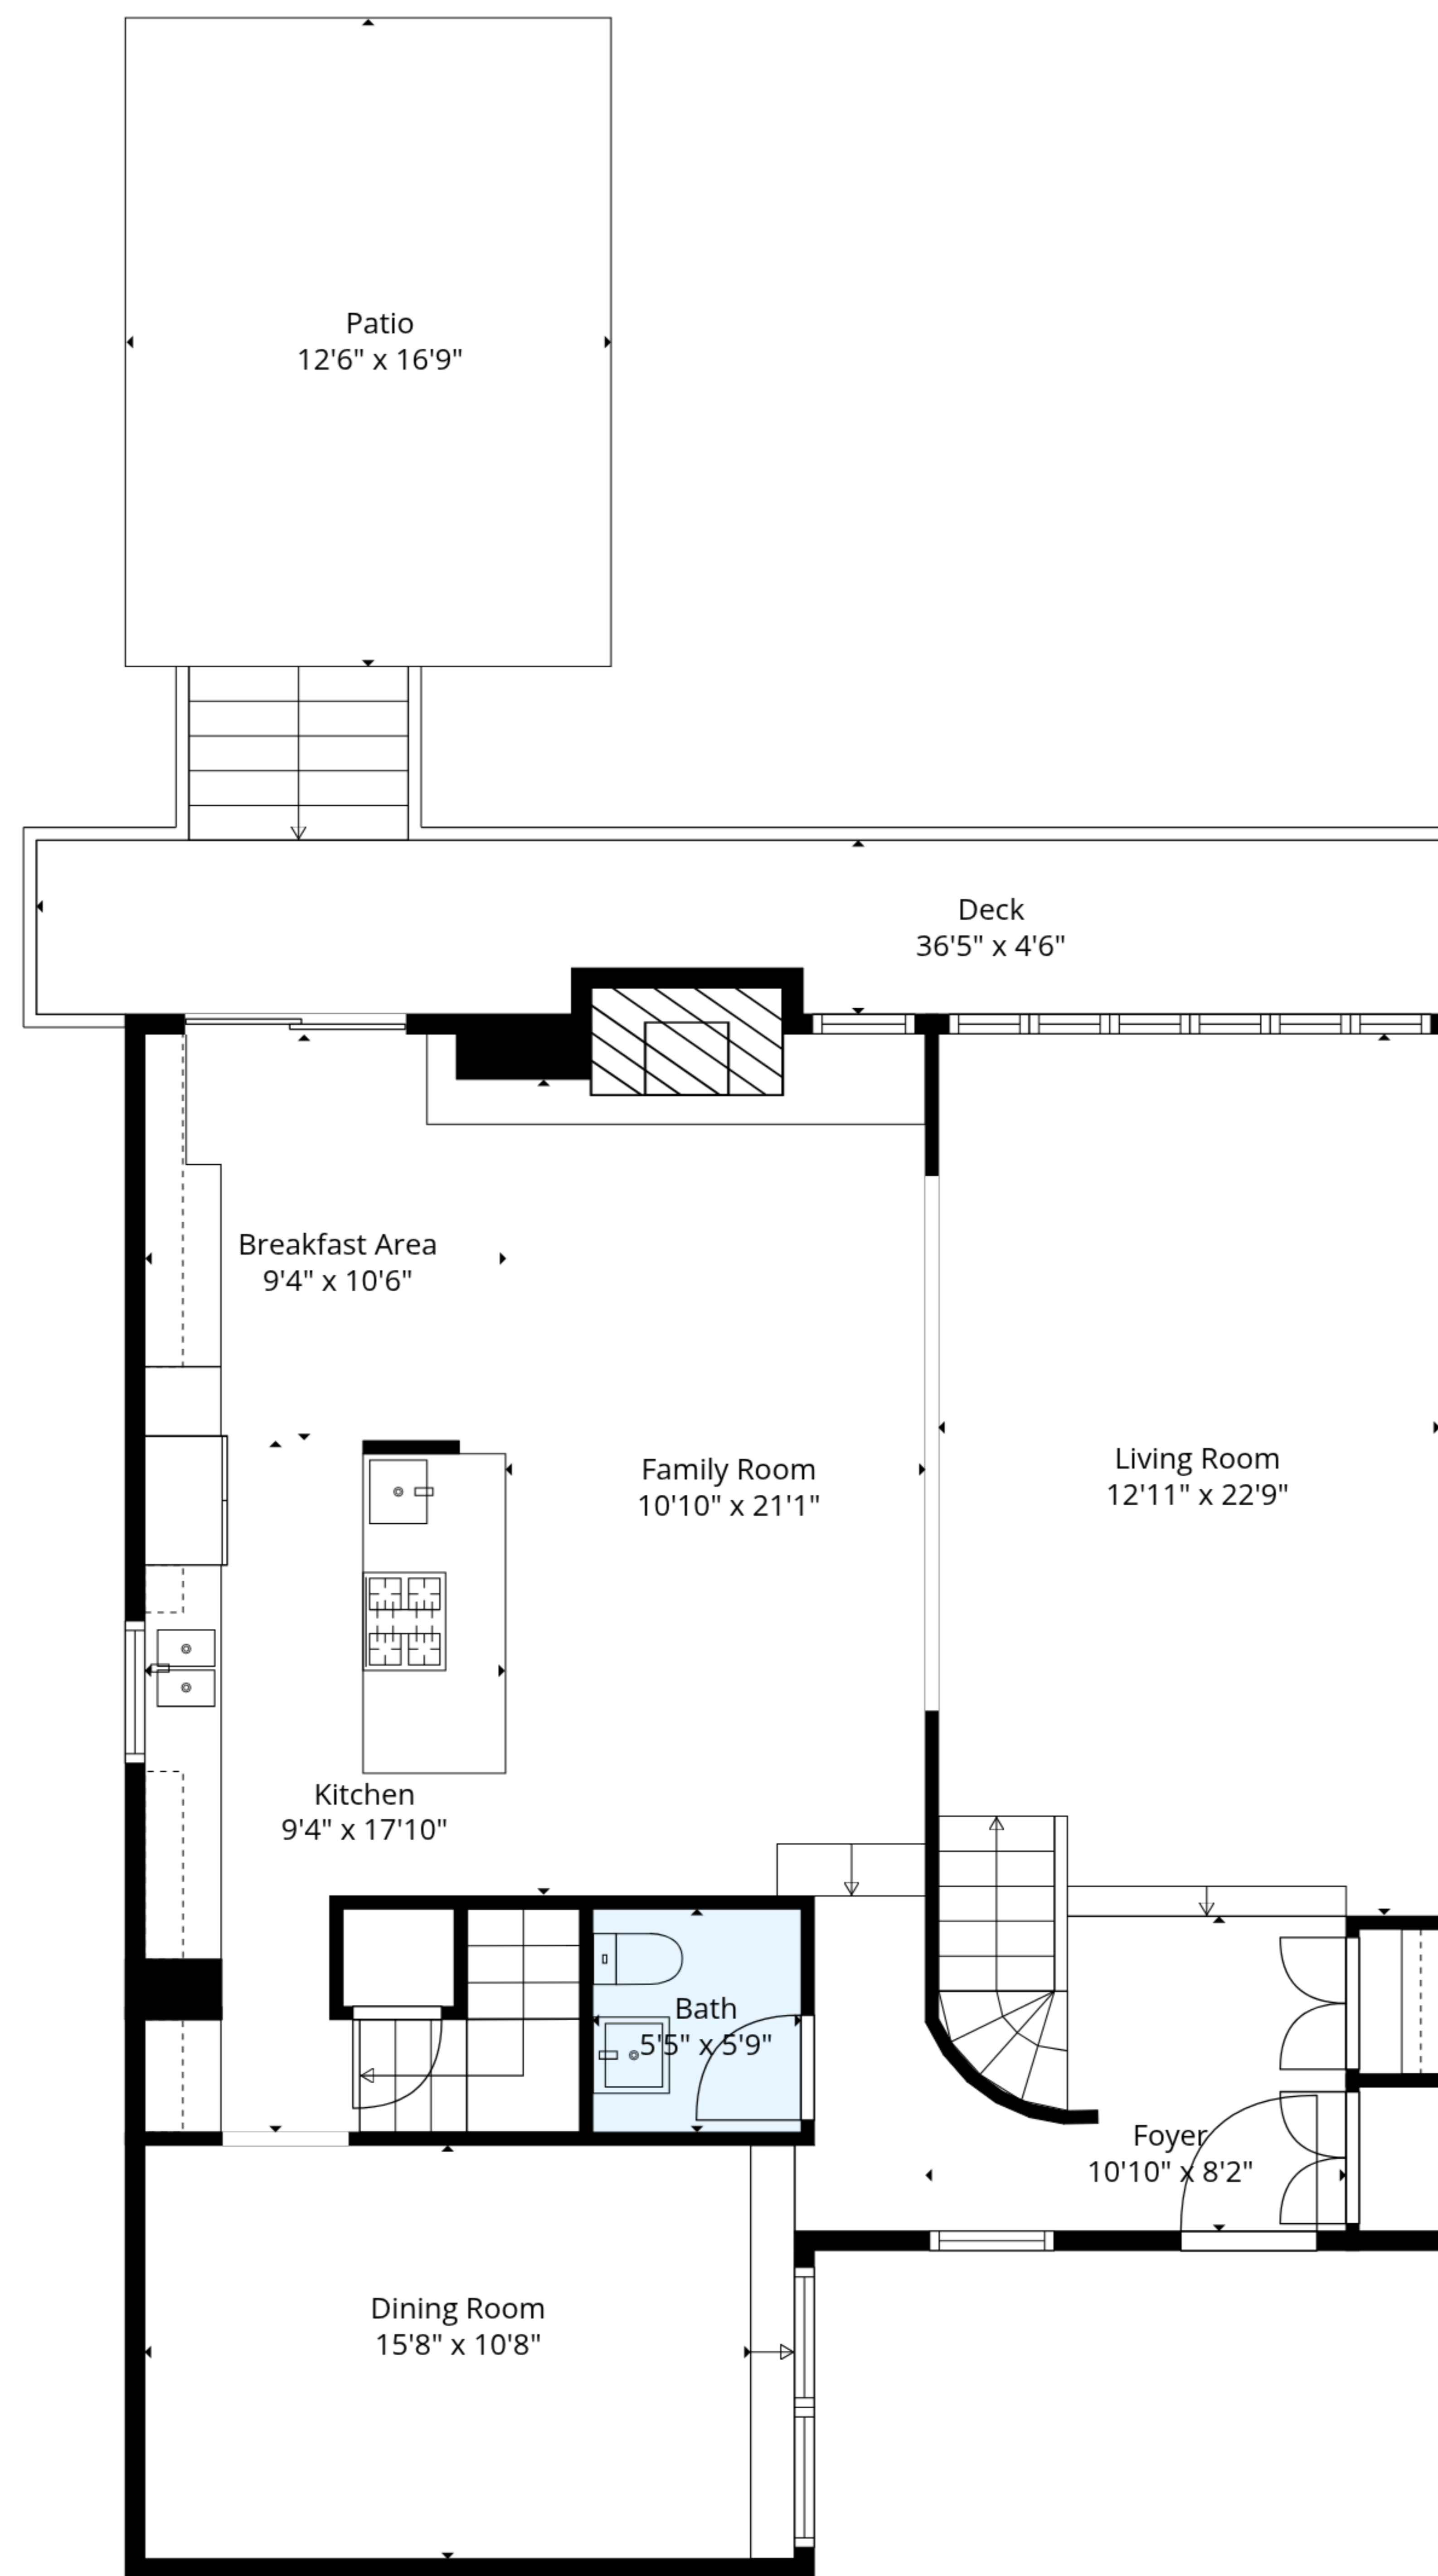 Patio
12'6" x 16'9"
Deck
36'5" x 4'6"
Breakfast Area
9'4" x 10'6"
Family Room
10'10" x 21'1"
Living Room
12'11" x 22'9"
Kitchen
9'4" x 17'10"
Bath
5'5" x 5'9"
Foyer
10'10" x 8'2"
Dining Room
15'8" x 10'8"